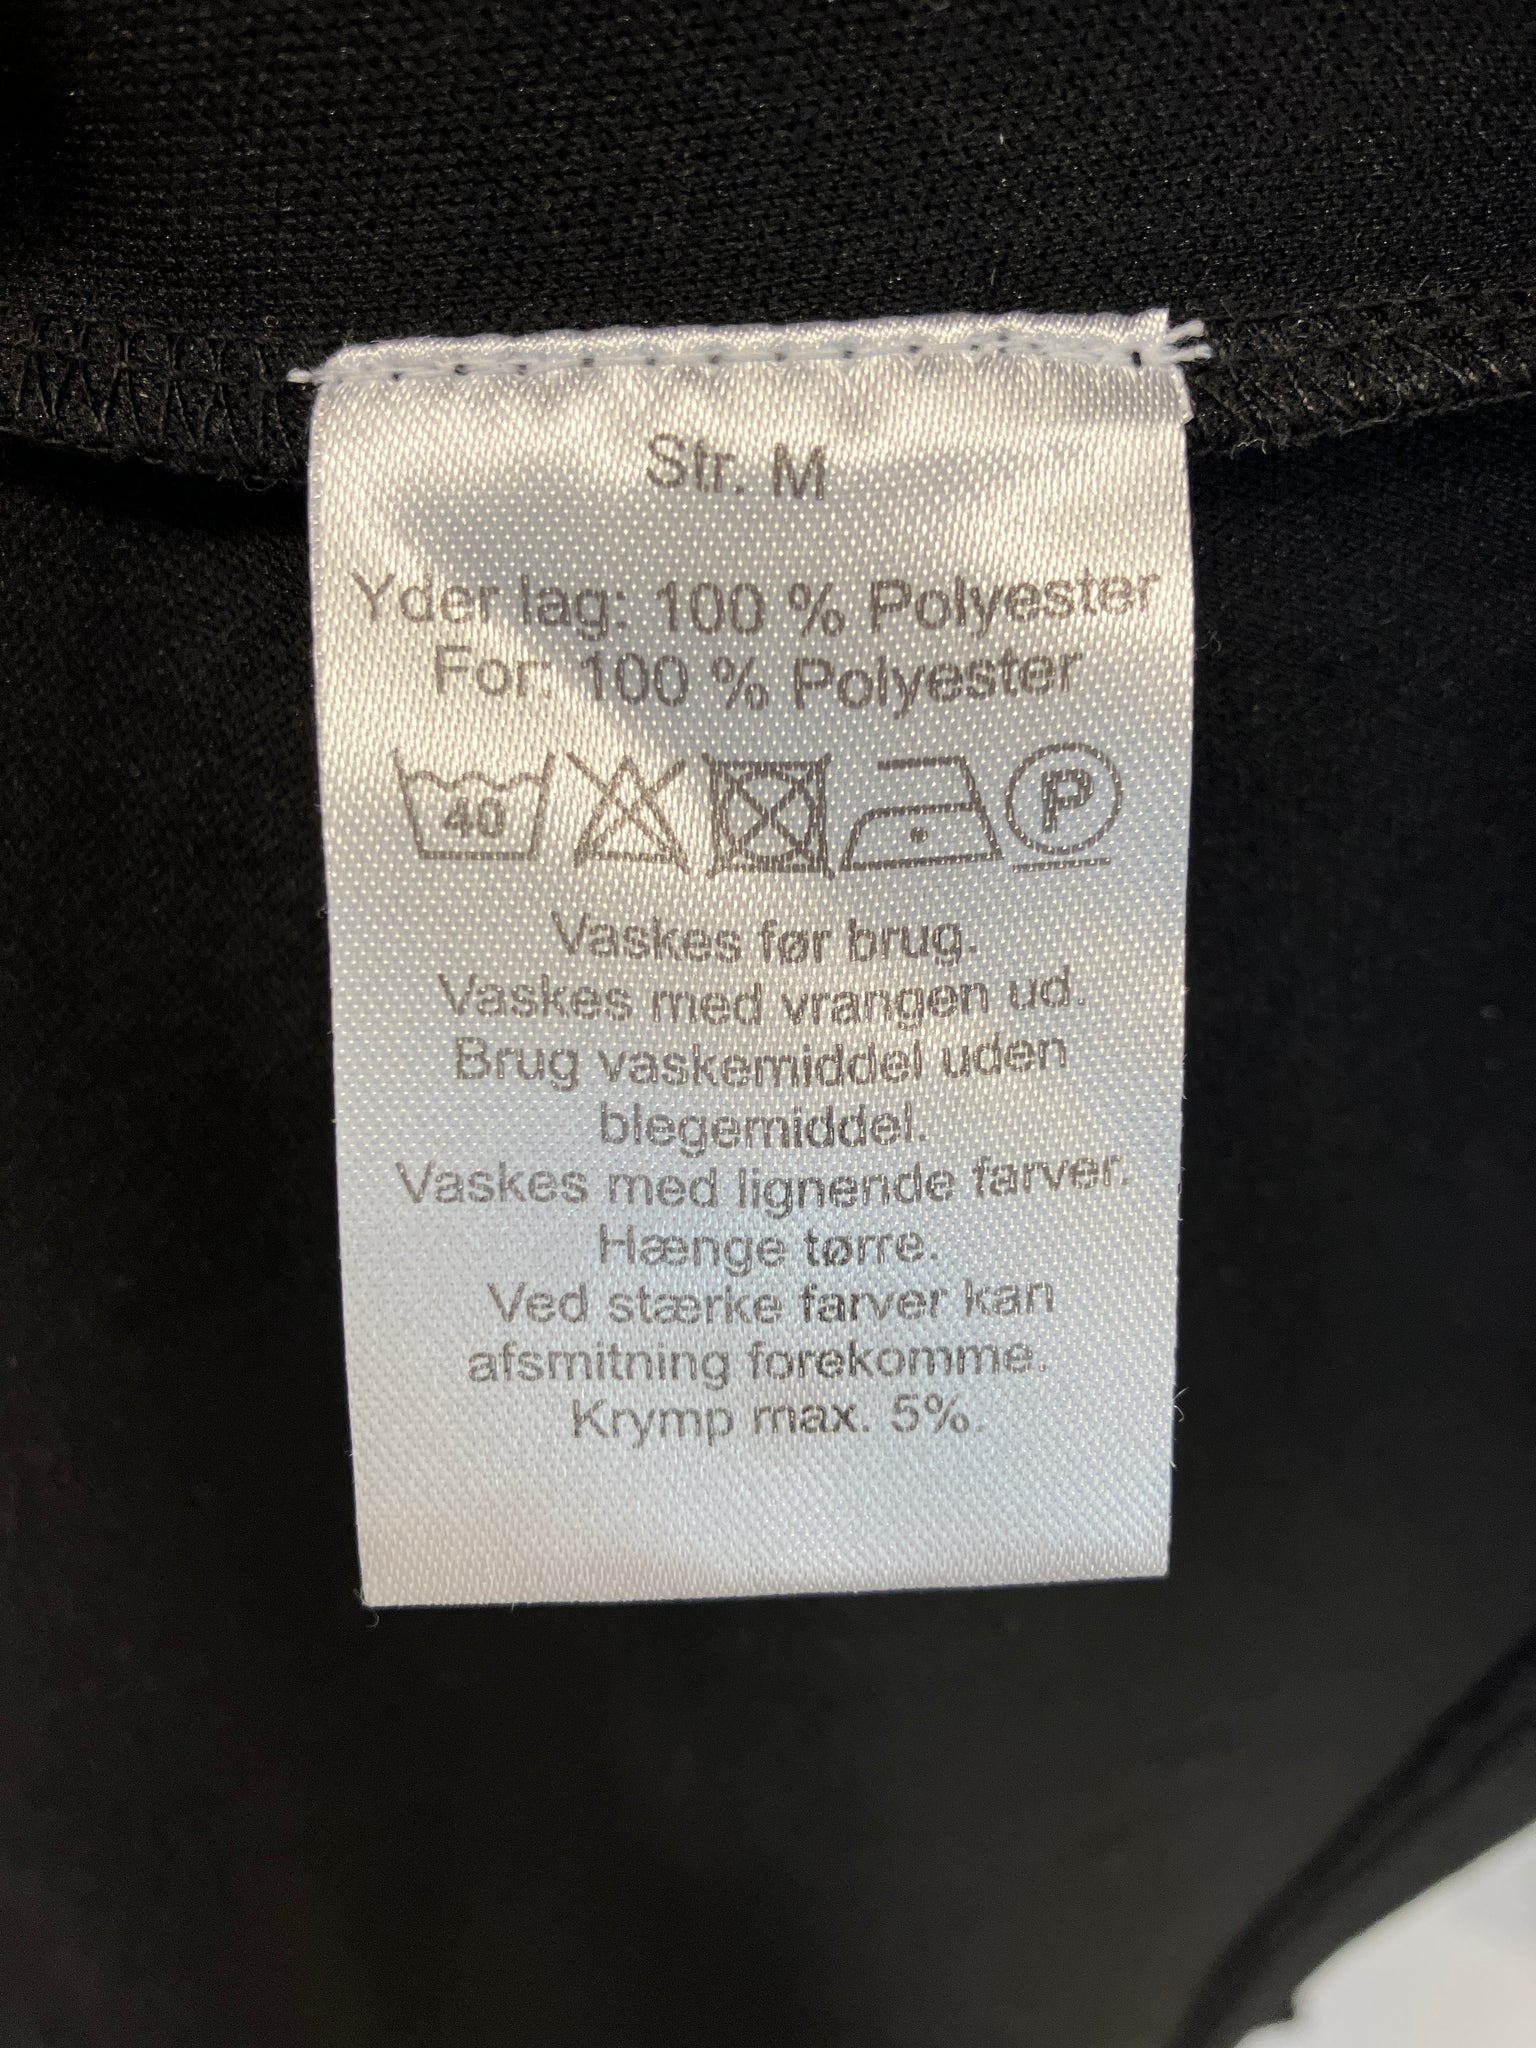 Str. M
Yder lag: 100 % Polyester
For: 100 % Polyester
40 P
Vaskes før brug.
Vaskes med vrangen ud.
Brug vaskemiddel uden
blegemiddel.
Vaskes med lignende farver.
Hænge tørre.
Ved stærke farver kan
afsmitning forekomme.
Krymp max. 5%.